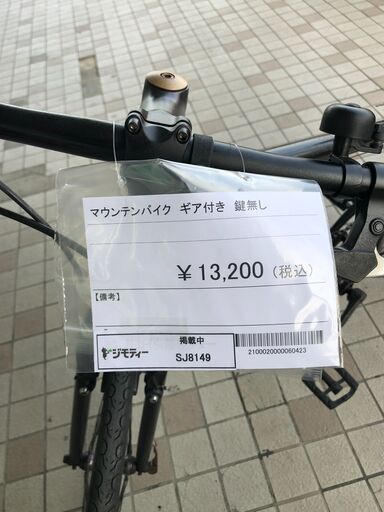 マウンテンバイク ギア付き 鍵無し
￥13,200（税込）
【備考】
ジモティー
掲載中
SJ8149
2100020000060423